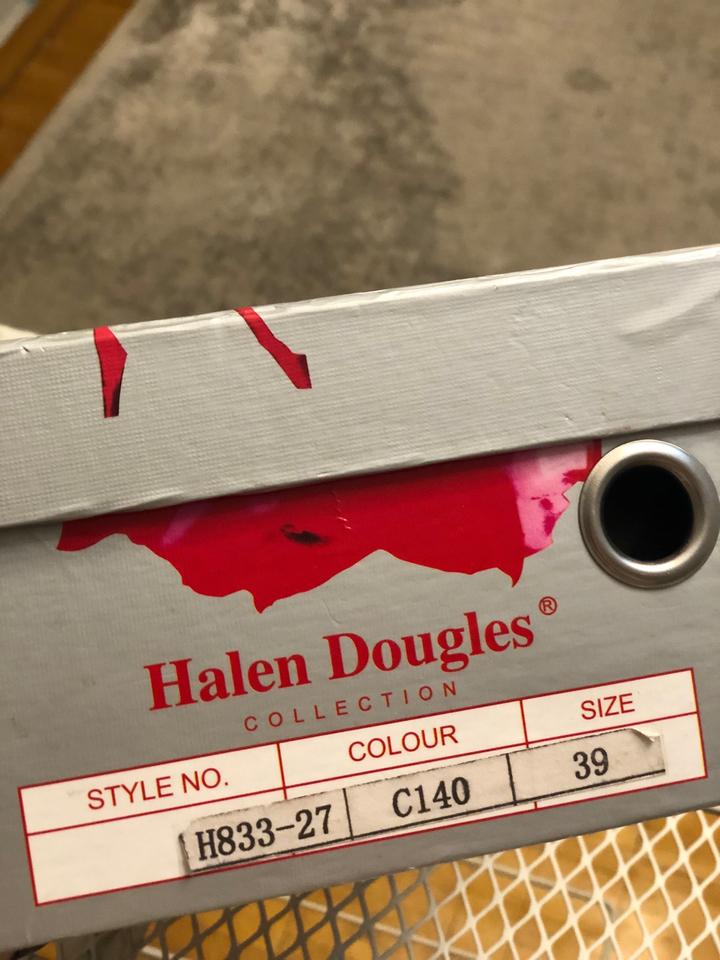 Halen Dougles®
COLLECTION
STYLE NO. COLOUR SIZE
H833-27 C140 39